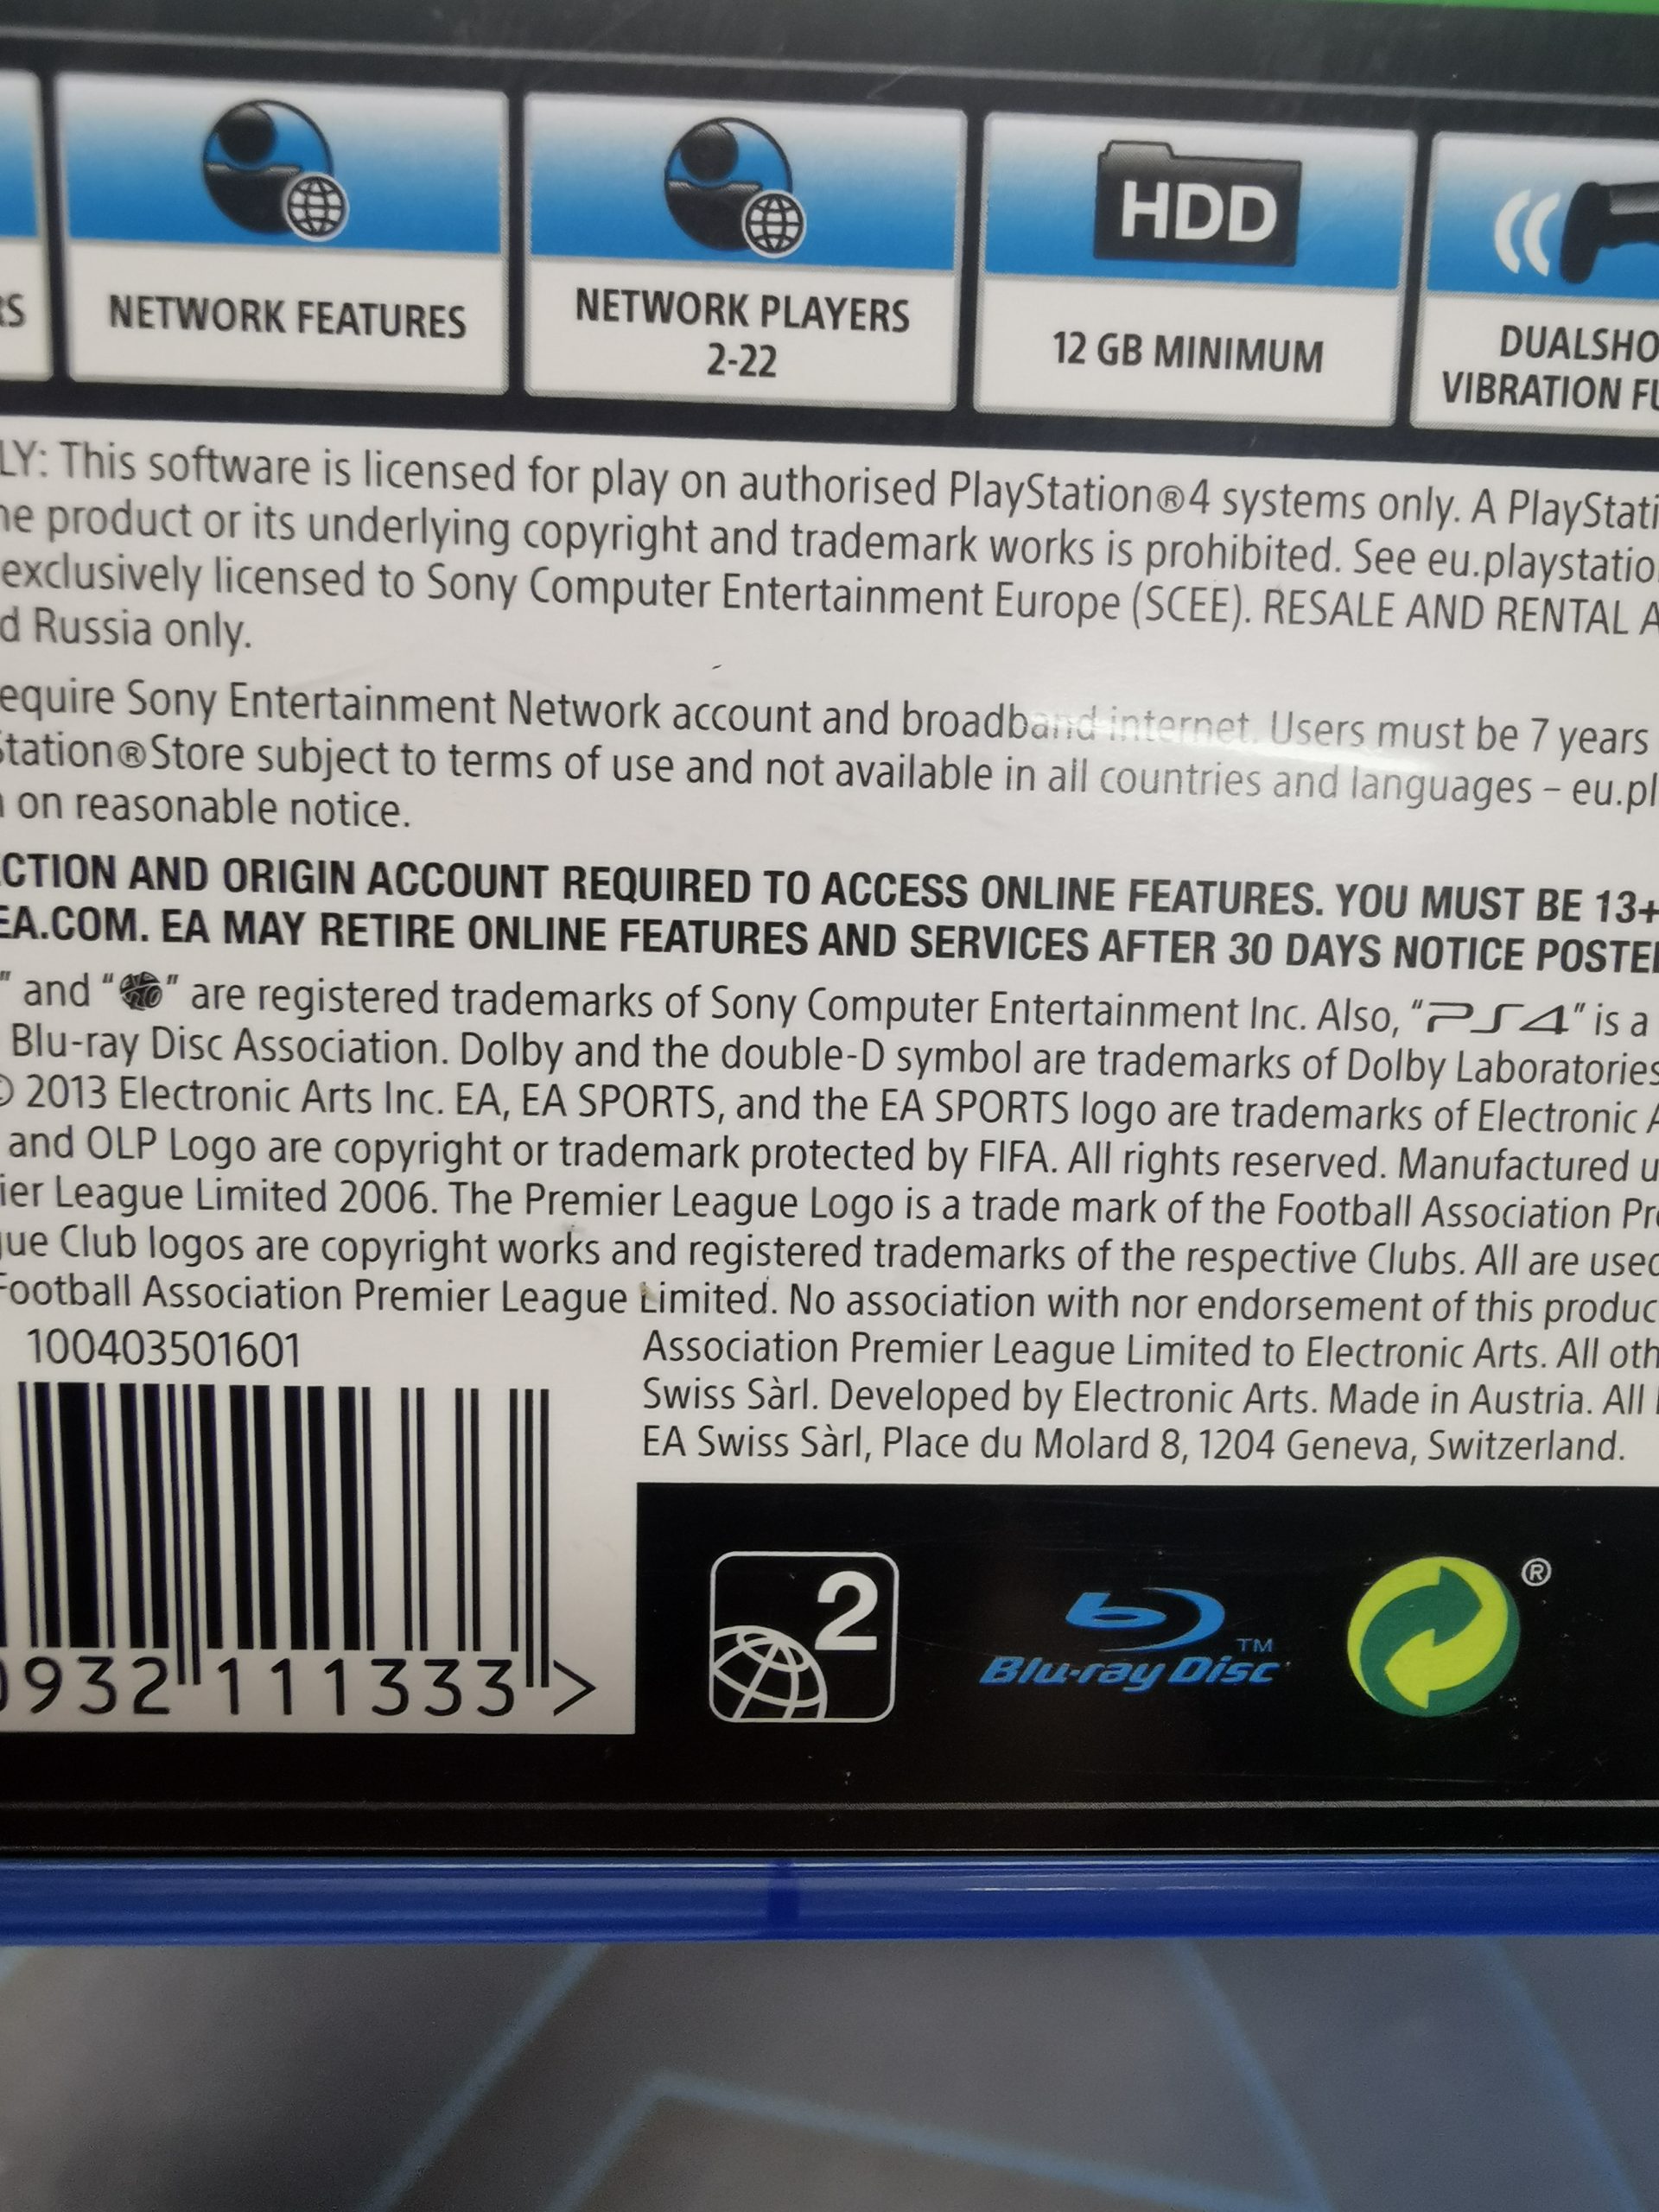 NETWORK FEATURES
NETWORK PLAYERS
2-22
HDD
12 GB MINIMUM
DUALSHO
VIBRATION FU
LY: This software is licensed for play on authorised PlayStation®4 systems only. A PlayStati
he product or its underlying copyright and trademark works is prohibited. See eu.playstatio
exclusively licensed to Sony Computer Entertainment Europe (SCEE). RESALE AND RENTAL A
d Russia only.
equire Sony Entertainment Network account and broadband internet. Users must be 7 years
Station®Store subject to terms of use and not available in all countries and languages – eu.pl
on reasonable notice.
CTION AND ORIGIN ACCOUNT REQUIRED TO ACCESS ONLINE FEATURES. YOU MUST BE 13+
EA.COM. EA MAY RETIRE ONLINE FEATURES AND SERVICES AFTER 30 DAYS NOTICE POSTE
" and " " are registered trademarks of Sony Computer Entertainment Inc. Also, "PS4" is a
Blu-ray Disc Association. Dolby and the double-D symbol are trademarks of Dolby Laboratories
© 2013 Electronic Arts Inc. EA, EA SPORTS, and the EA SPORTS logo are trademarks of Electronic A
and OLP Logo are copyright or trademark protected by FIFA. All rights reserved. Manufactured u
ier League Limited 2006. The Premier League Logo is a trade mark of the Football Association Pre
gue Club logos are copyright works and registered trademarks of the respective Clubs. All are used
Football Association Premier League Limited. No association with nor endorsement of this produc
100403501601
Association Premier League Limited to Electronic Arts. All oth
Swiss Sàrl. Developed by Electronic Arts. Made in Austria. All
EA Swiss Sàrl, Place du Molard 8, 1204 Geneva, Switzerland.
932 111333 >
2
Blu-ray Disc™
®